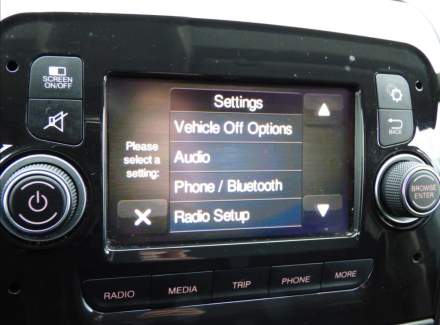 SCREEN
ON/OFF
Settings
Vehicle Off Options
Please
select a
setting:
Audio
Phone / Bluetooth
Radio Setup
BACK
BROWSE
ENTER
RADIO
MEDIA
TRIP
PHONE
MORE